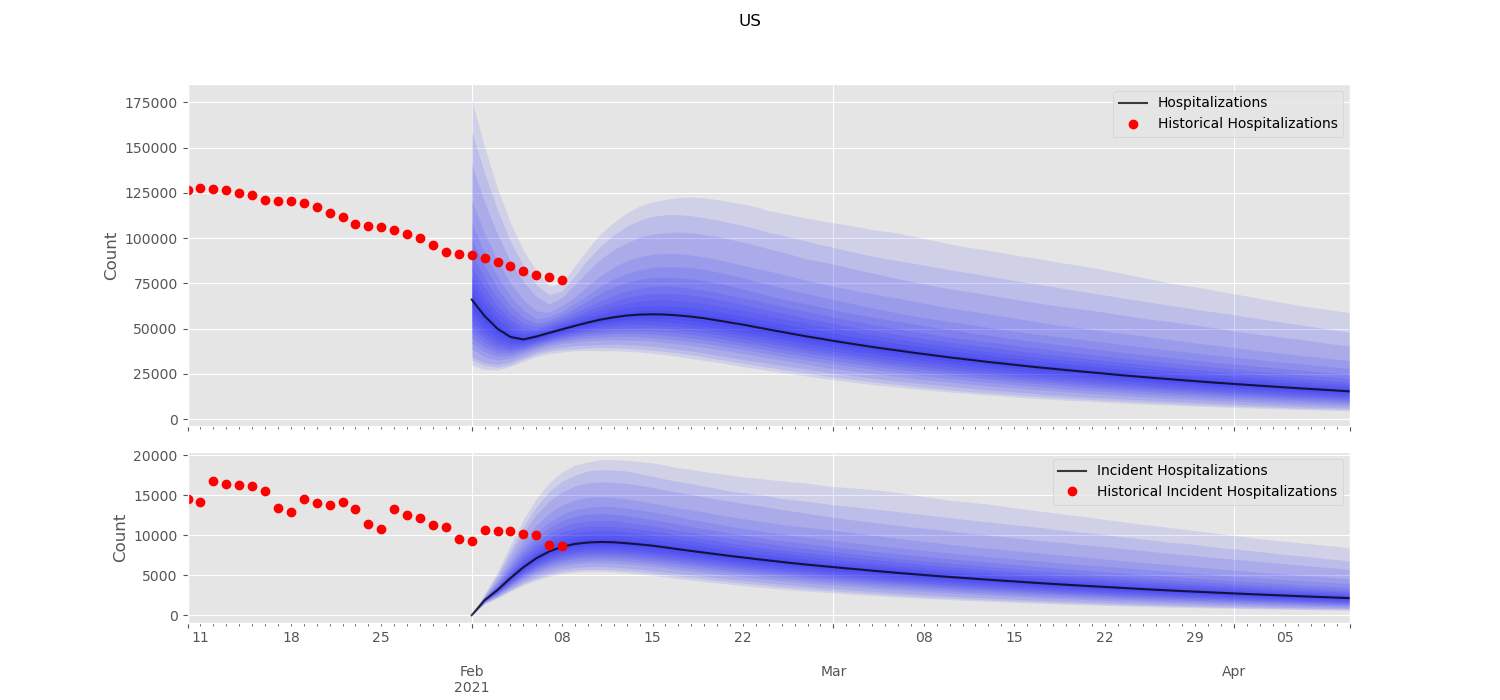 US
175000
150000
125000
100000
75000
50000
25000
0
Count
Hospitalizations
Historical Hospitalizations
20000
15000
10000
5000
0
Count
Incident Hospitalizations
Historical Incident Hospitalizations
11 18 25 08 15 22 08 15 22 29 05
Feb Mar Apr
2021